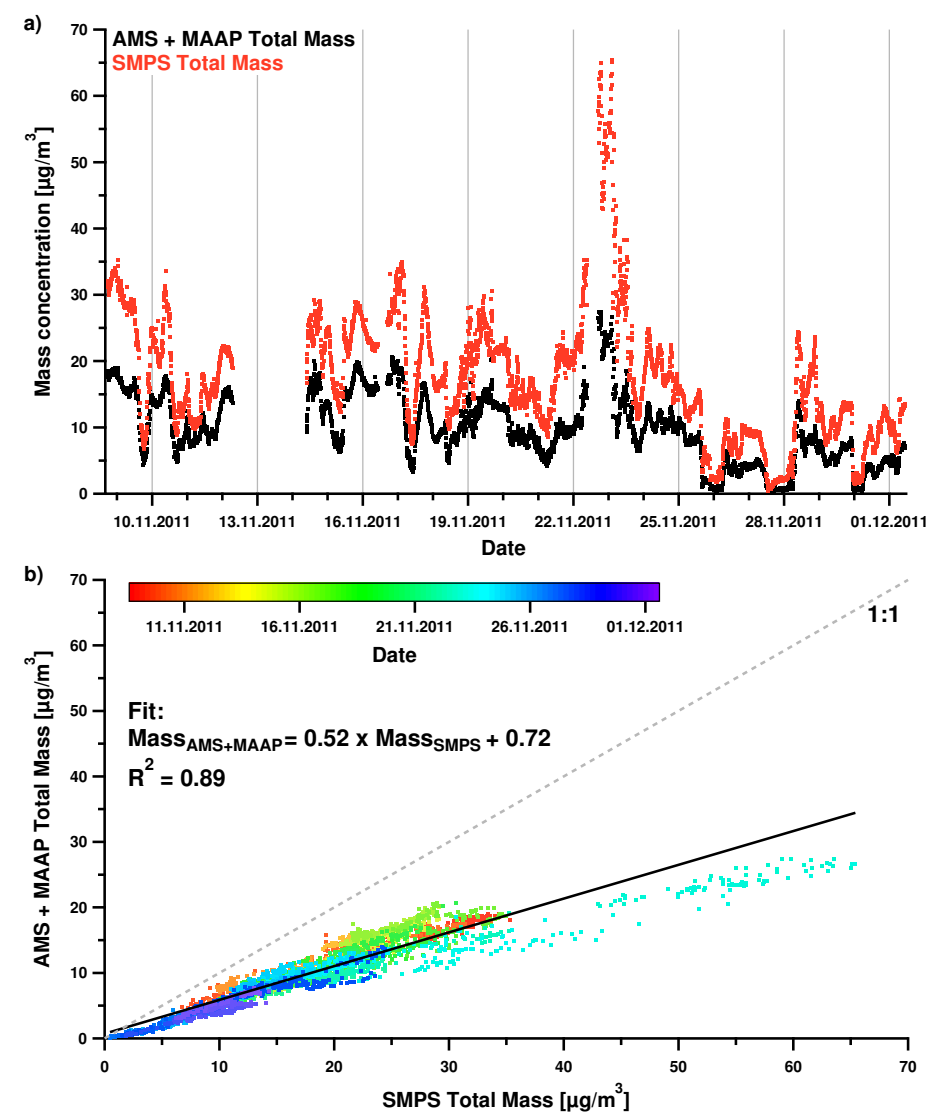 a)
AMS + MAAP Total Mass
SMPS Total Mass
Mass concentration [µg/m³]
70
60
50
40
30
20
10
0
10.11.2011 13.11.2011 16.11.2011 19.11.2011 22.11.2011 25.11.2011 28.11.2011 01.12.2011
Date
b)
AMS + MAAP Total Mass [µg/m³]
70
60
50
40
30
20
10
0
11.11.2011 16.11.2011 21.11.2011 26.11.2011 01.12.2011
Date
1:1
Fit:
Mass_AMS+MAAP = 0.52 x Mass_SMPS + 0.72
R² = 0.89
0 10 20 30 40 50 60 70
SMPS Total Mass [µg/m³]